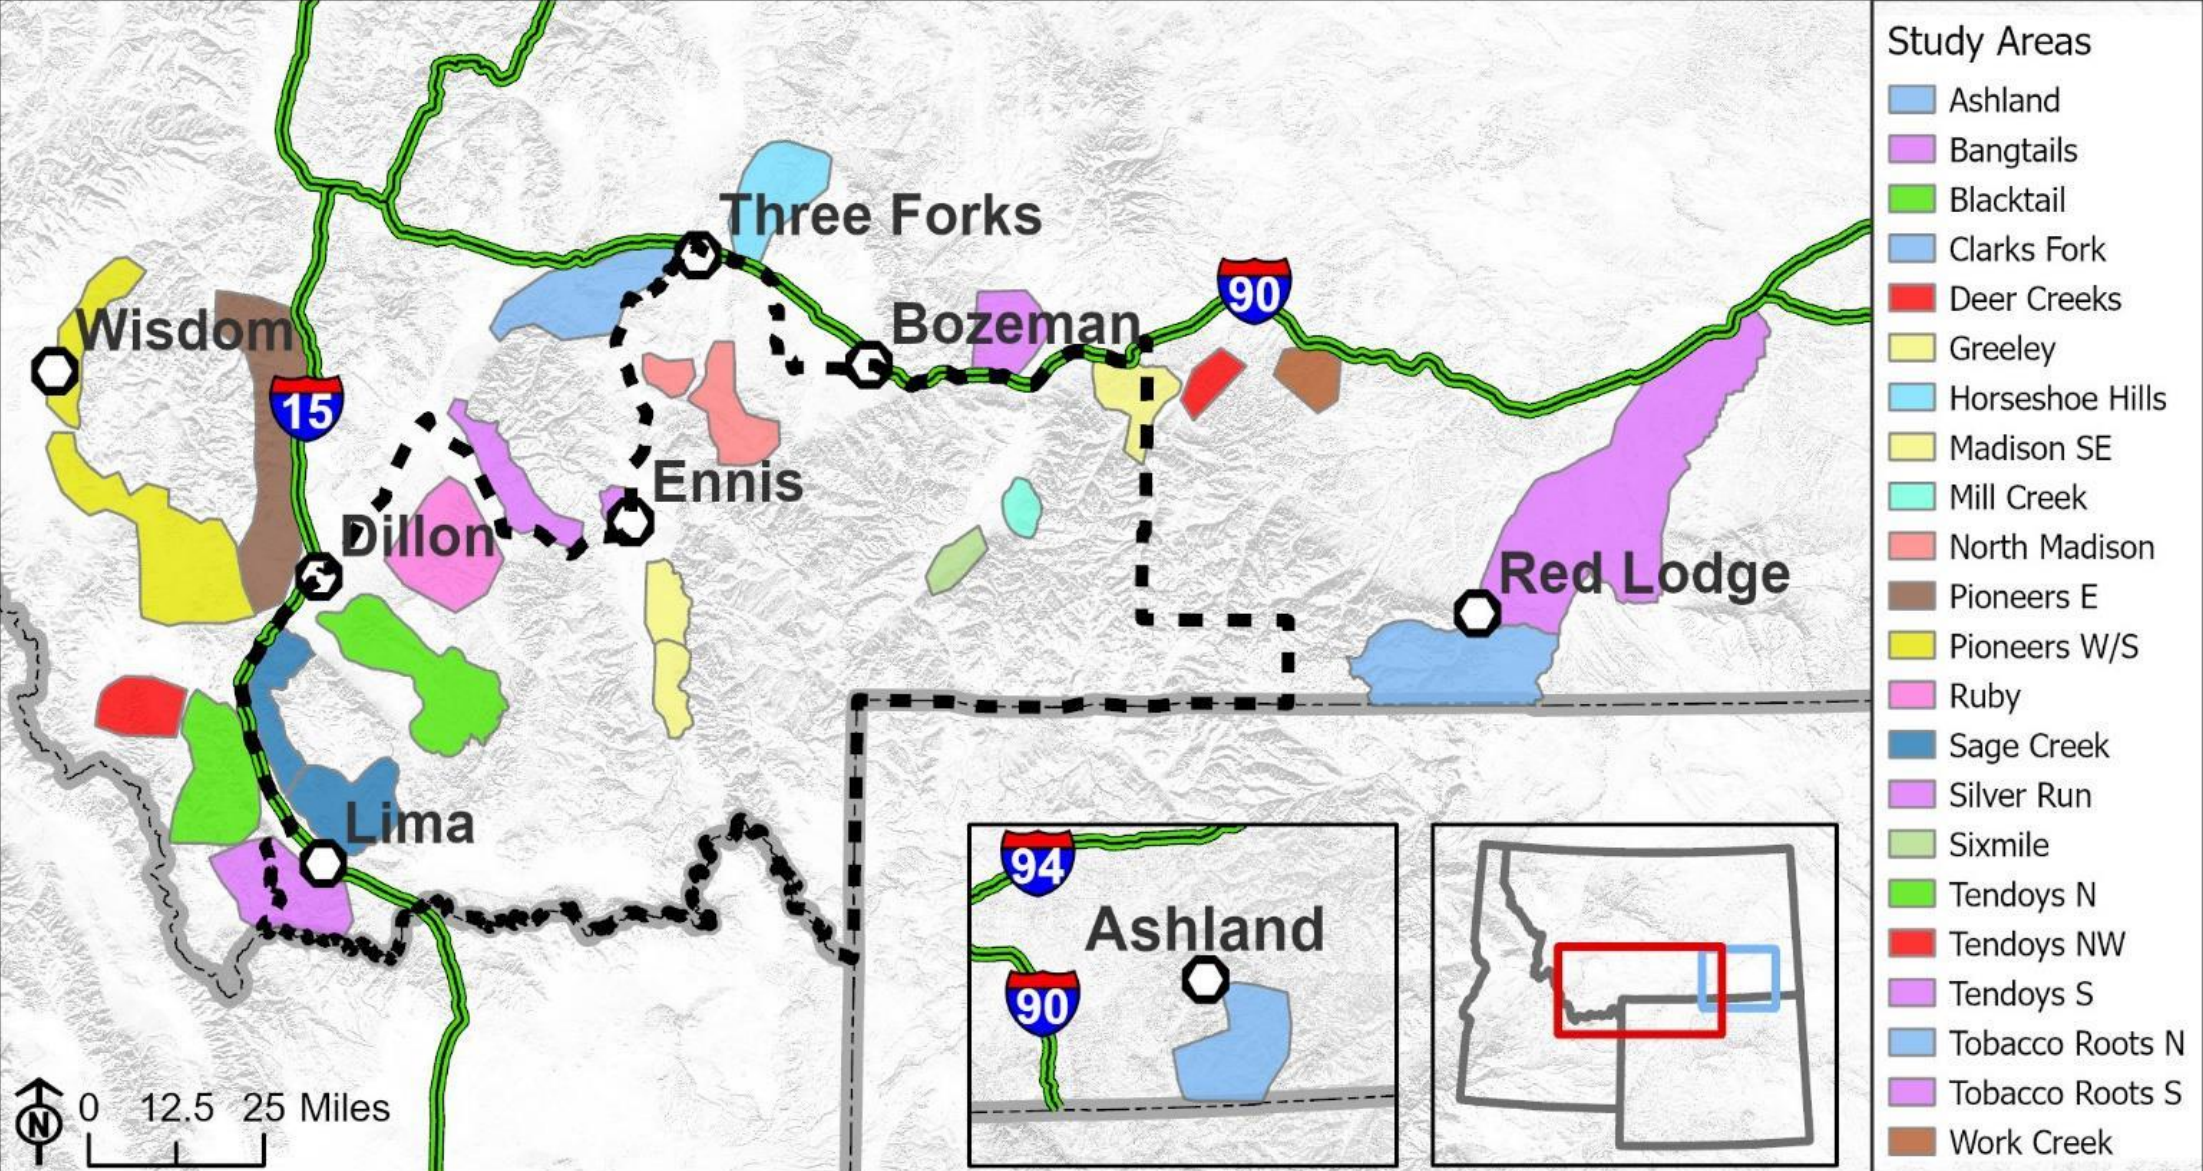 Three Forks
Wisdom
Bozeman
90
15
Ennis
Dillon
Red Lodge
Lima
94
Ashland
90
N
0 12.5 25 Miles
Study Areas
Ashland
Bangtails
Blacktail
Clarks Fork
Deer Creeks
Greeley
Horseshoe Hills
Madison SE
Mill Creek
North Madison
Pioneers E
Pioneers W/S
Ruby
Sage Creek
Silver Run
Sixmile
Tendoys N
Tendoys NW
Tendoys S
Tobacco Roots N
Tobacco Roots S
Work Creek